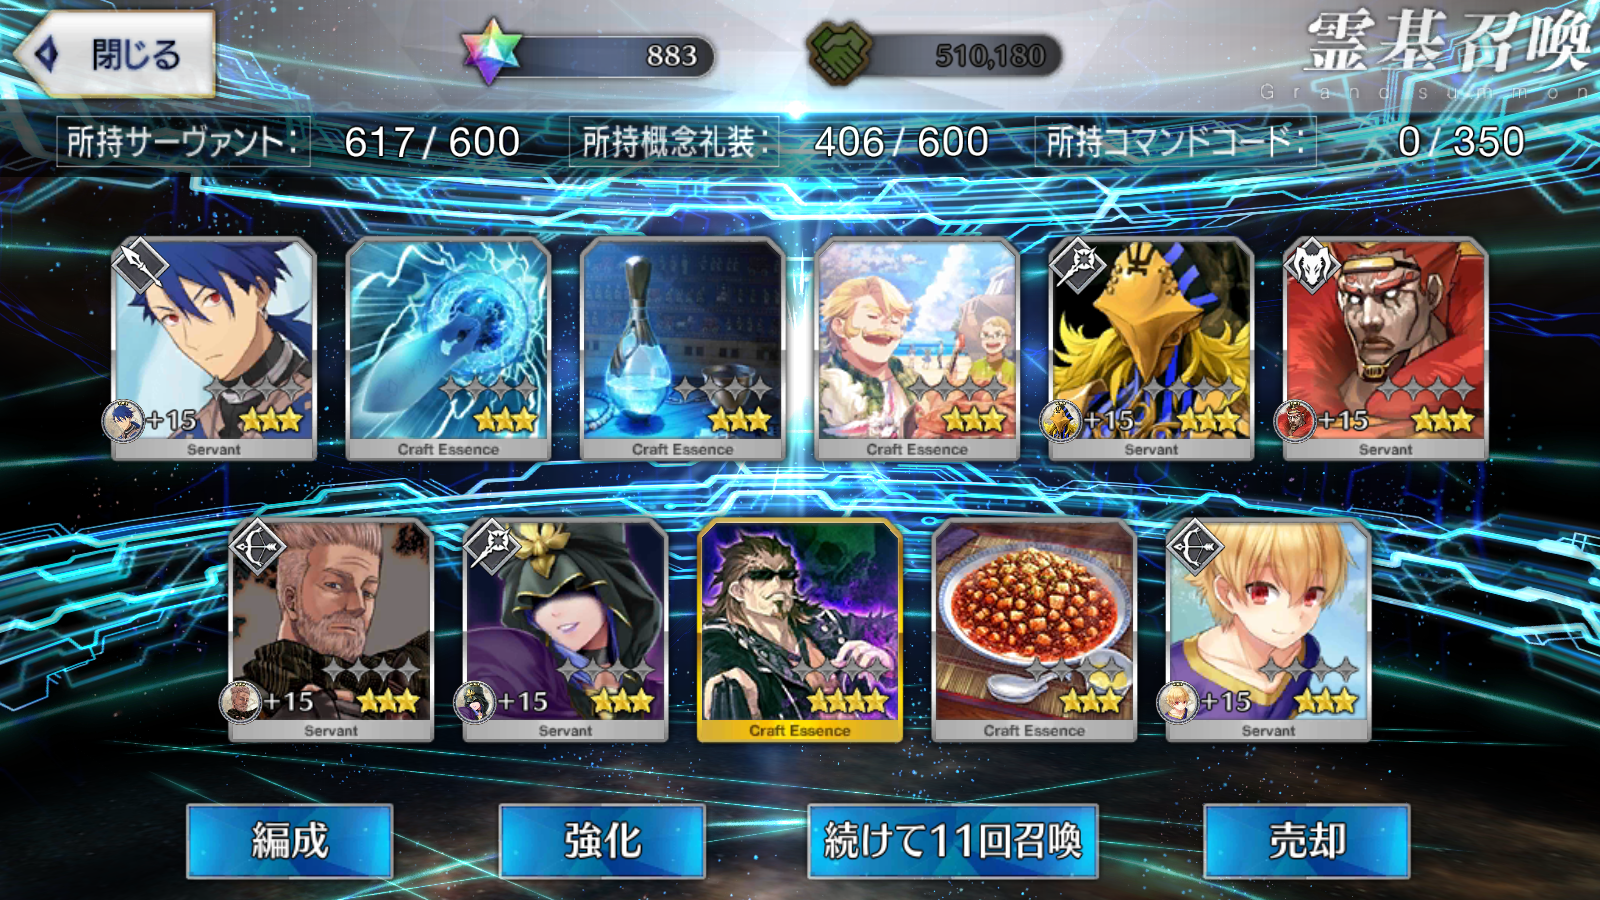 閉じる
883
510,180
霊基召喚
Grand summon
所持サーヴァント:
617 / 600
所持概念礼装:
406 / 600
所持コマンドコード:
0 / 350
+15
Servant
Craft Essence
Craft Essence
Craft Essence
+15
Servant
+15
Servant
+15
Servant
+15
Servant
Craft Essence
Craft Essence
+15
Servant
編成
強化
続けて11回召喚
売却